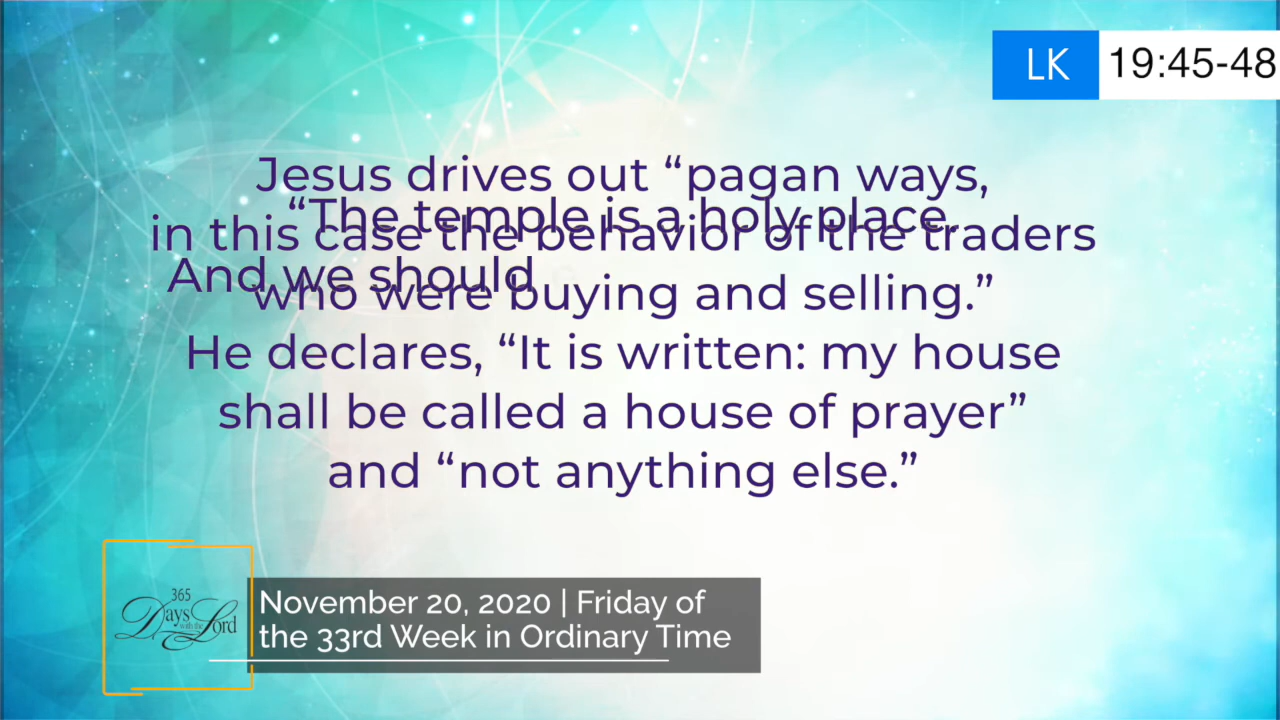 LK 19:45-48
Jesus drives out “pagan ways,
“The temple is a holy place.
in this case the behavior of the traders
And we should
who were buying and selling.”
He declares, “It is written: my house
shall be called a house of prayer”
and “not anything else.”
365
Days with the Lord
November 20, 2020 | Friday of
the 33rd Week in Ordinary Time